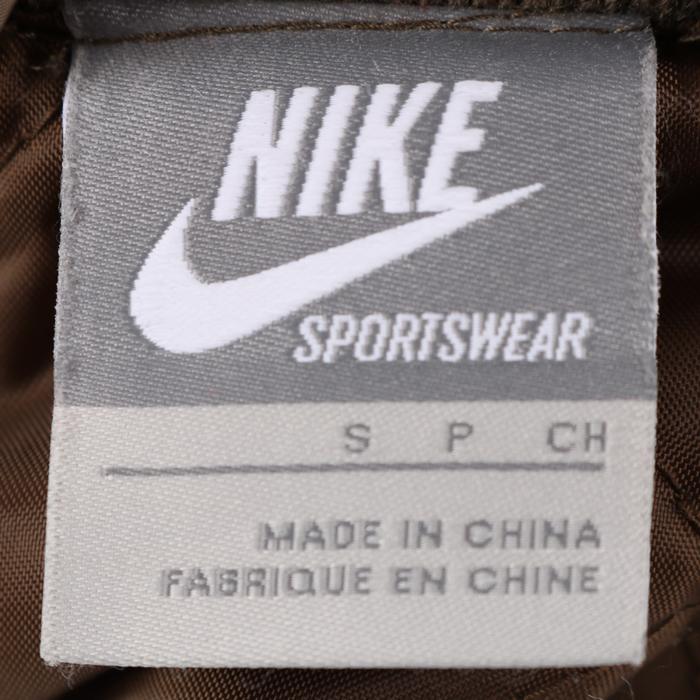 NIKE
SPORTSWEAR
S P CH
MADE IN CHINA
FABRIQUE EN CHINE